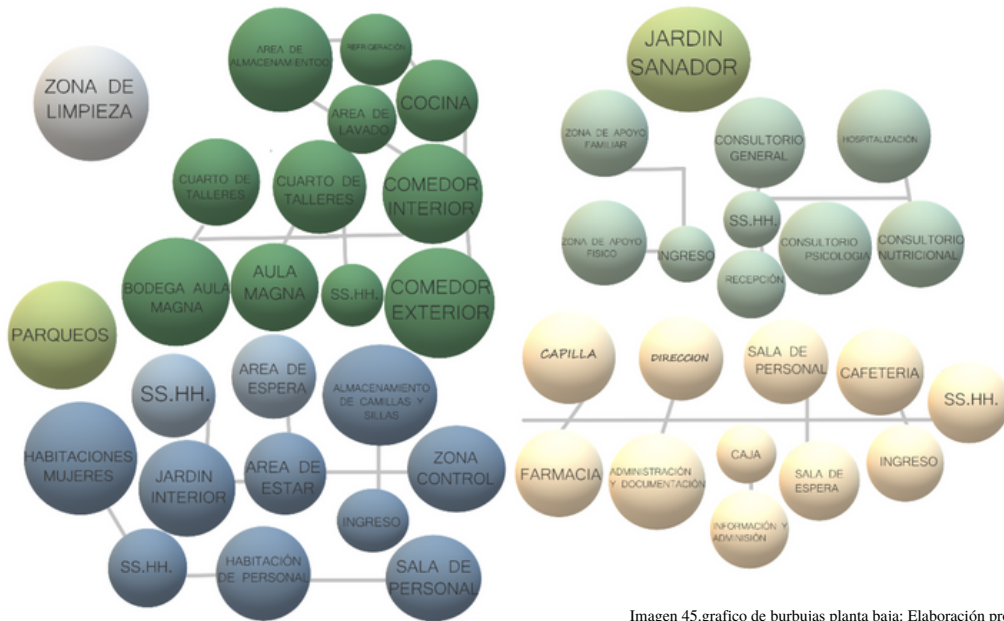 ZONA DE
LIMPIEZA
AREA DE
ALMACENAMIENTOO
REFRIGERACIÓN
COCINA
AREA DE
LAVADO
CUARTO DE
TALLERES
CUARTO DE
TALLERES
COMEDOR
INTERIOR
BODEGA AULA
MAGNA
AULA
MAGNA
SS.HH.
COMEDOR
EXTERIOR
PARQUEOS
SS.HH.
AREA DE
ESPERA
ALMACENAMIENTO
DE CAMILLAS Y
SILLAS
HABITACIONES
MUJERES
JARDIN
INTERIOR
AREA DE
ESTAR
ZONA
CONTROL
INGRESO
SS.HH.
HABITACIÓN
DE PERSONAL
SALA DE
PERSONAL
JARDIN
SANADOR
ZONA DE APOYO
FAMILIAR
CONSULTORIO
GENERAL
HOSPITALIZACIÓN
SS.HH.
ZONA DE APOYO
FISICO
INGRESO
CONSULTORIO
PSICOLOGIA
CONSULTORIO
NUTRICIONAL
RECEPCIÓN
CAPILLA
DIRECCION
SALA DE
PERSONAL
CAFETERIA
SS.HH.
FARMACIA
ADMINISTRACIÓN
Y DOCUMENTACIÓN
CAJA
SALA DE
ESPERA
INGRESO
INFORMACIÓN Y
ADMINISIÓN
Imagen 45.grafico de burbujas planta baja: Elaboración pro